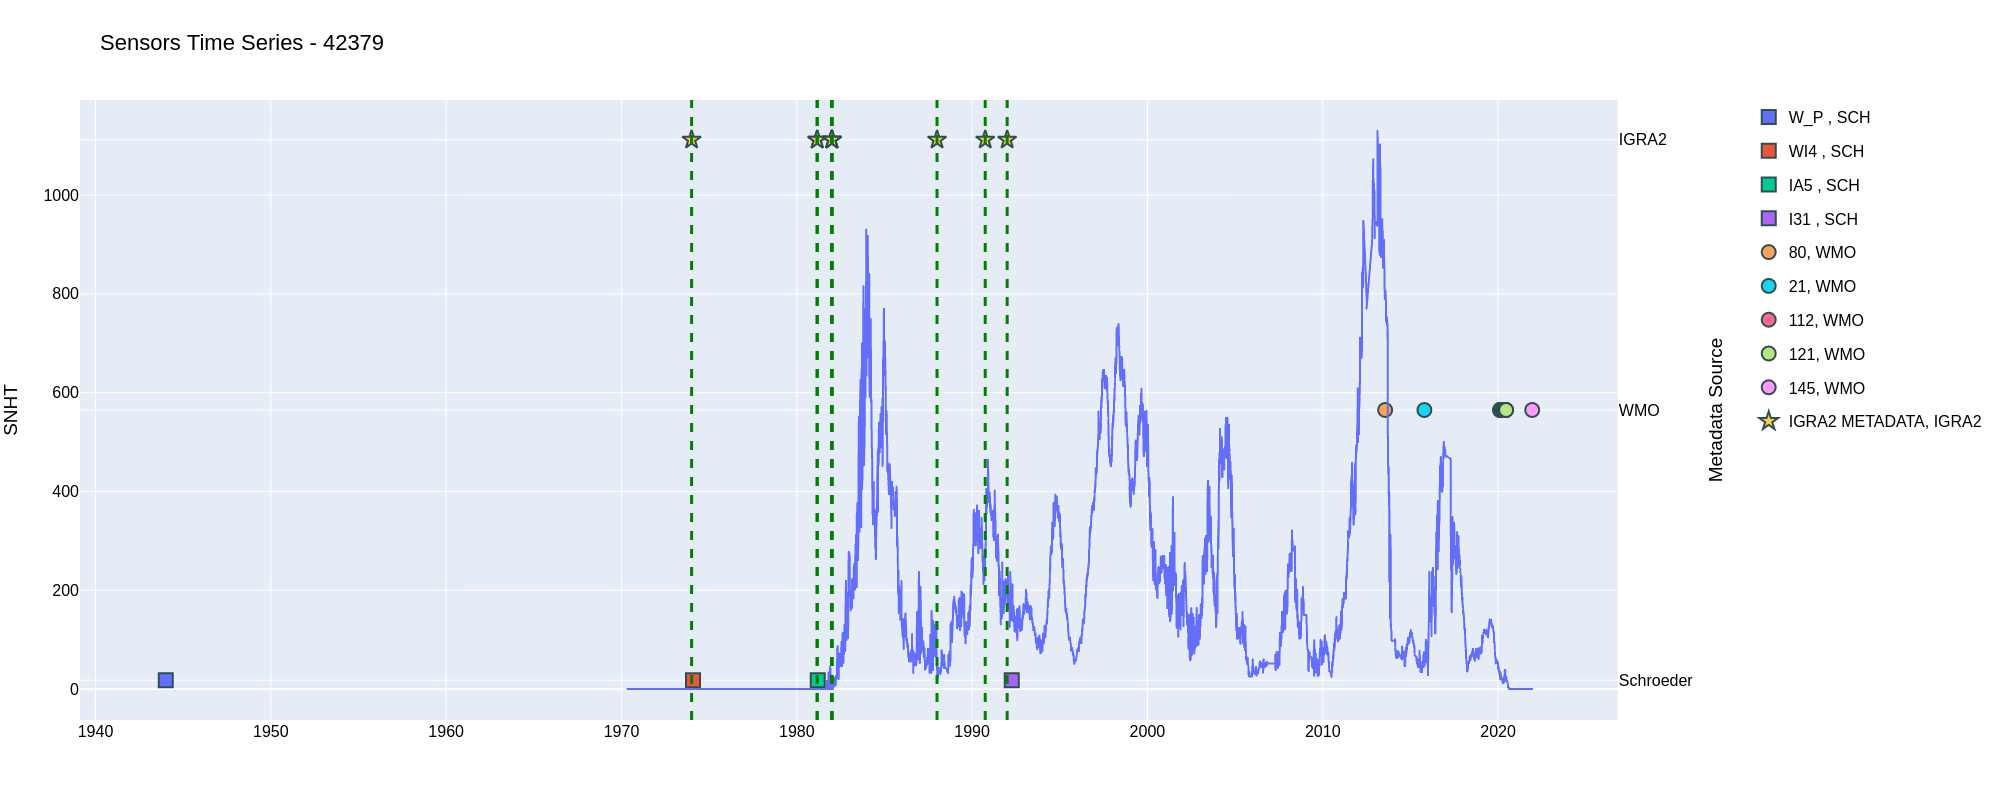 Sensors Time Series - 42379
SNHT
1000
800
600
400
200
0
1940 1950 1960 1970 1980 1990 2000 2010 2020
IGRA2
WMO
Schroeder
Metadata Source
W_P , SCH
WI4 , SCH
IA5 , SCH
I31 , SCH
80, WMO
21, WMO
112, WMO
121, WMO
145, WMO
IGRA2 METADATA, IGRA2